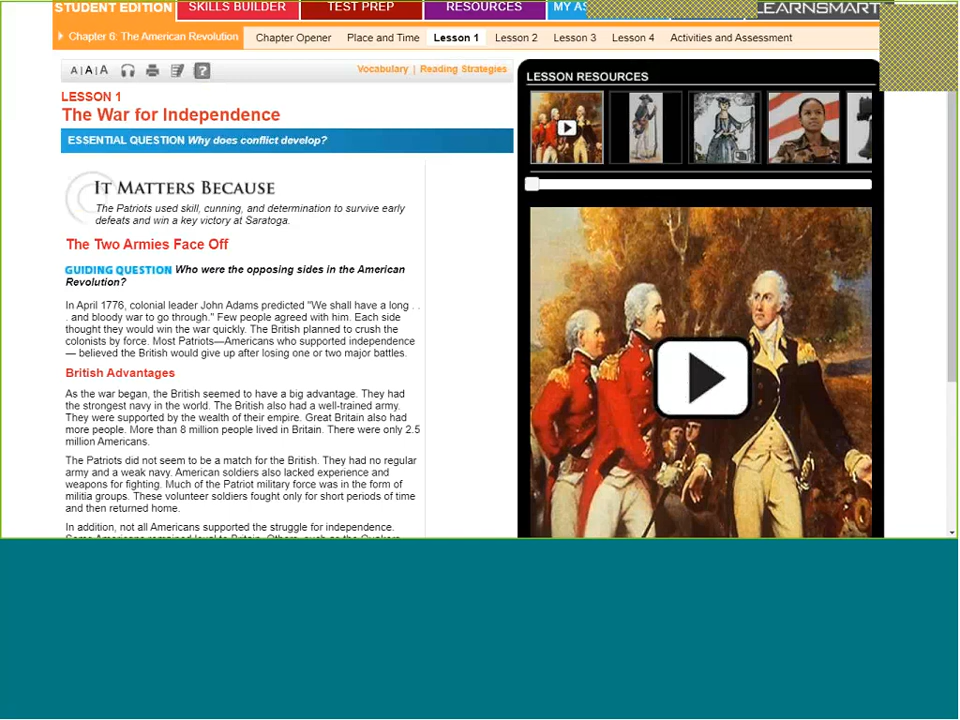 STUDENT EDITION SKILLS BUILDER TEST PREP RESOURCES MY AS LEARNSMART
Chapter 6: The American Revolution Chapter Opener Place and Time Lesson 1 Lesson 2 Lesson 3 Lesson 4 Activities and Assessment
A | A | A ? Vocabulary | Reading Strategies
LESSON 1
The War for Independence
ESSENTIAL QUESTION Why does conflict develop?
IT MATTERS BECAUSE
The Patriots used skill, cunning, and determination to survive early
defeats and win a key victory at Saratoga.
The Two Armies Face Off
GUIDING QUESTION Who were the opposing sides in the American
Revolution?
In April 1776, colonial leader John Adams predicted "We shall have a long . .
. and bloody war to go through." Few people agreed with him. Each side
thought they would win the war quickly. The British planned to crush the
colonists by force. Most Patriots—Americans who supported independence
— believed the British would give up after losing one or two major battles.
British Advantages
As the war began, the British seemed to have a big advantage. They had
the strongest navy in the world. The British also had a well-trained army.
They were supported by the wealth of their empire. Great Britain also had
more people. More than 8 million people lived in Britain. There were only 2.5
million Americans.
The Patriots did not seem to be a match for the British. They had no regular
army and a weak navy. American soldiers also lacked experience and
weapons for fighting. Much of the Patriot military force was in the form of
militia groups. These volunteer soldiers fought only for short periods of time
and then returned home.
In addition, not all Americans supported the struggle for independence.
Some Americans remained loyal to Britain. Others, such as the Quakers,
LESSON RESOURCES